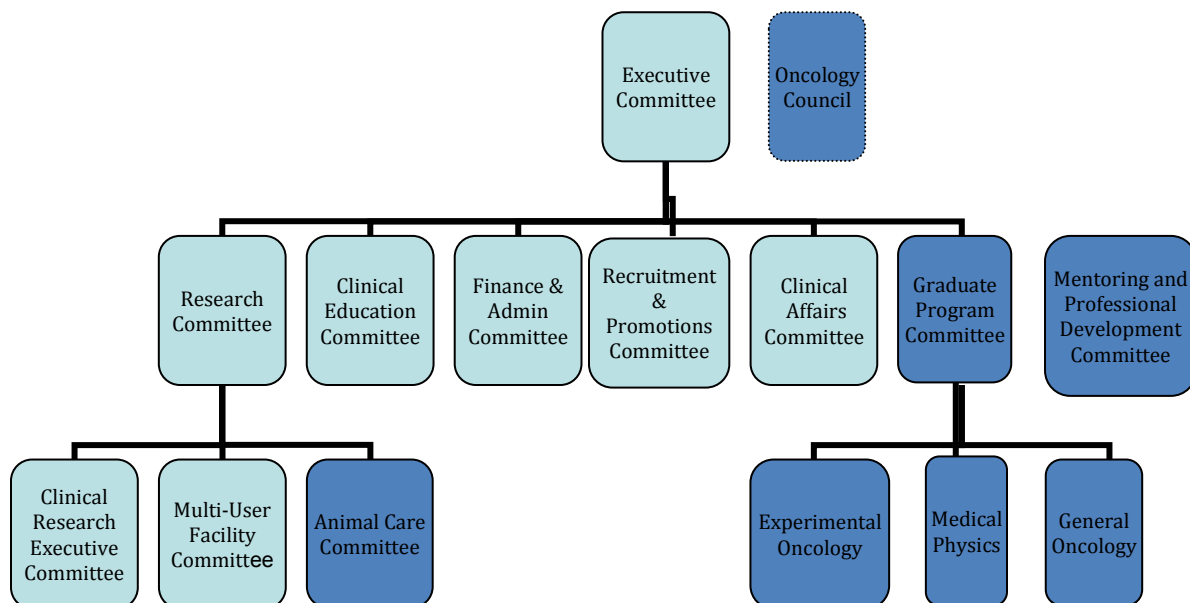 Executive
Committee
Oncology
Council
Research
Committee
Clinical
Education
Committee
Finance &
Admin
Committee
Recruitment
&
Promotions
Committee
Clinical
Affairs
Committee
Graduate
Program
Committee
Mentoring and
Professional
Development
Committee
Clinical
Research
Executive
Committee
Multi-User
Facility
Committee
Animal Care
Committee
Experimental
Oncology
Medical
Physics
General
Oncology